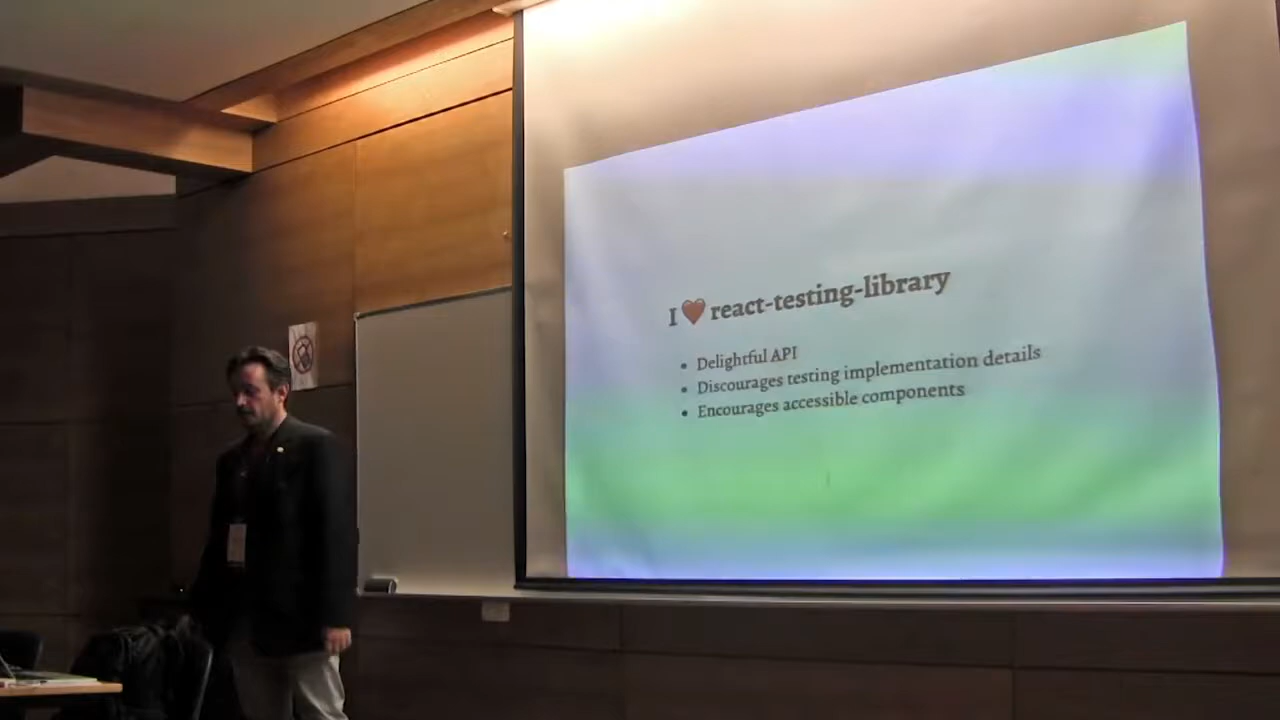 I ❤ react-testing-library
• Delightful API
• Discourages testing implementation details
• Encourages accessible components